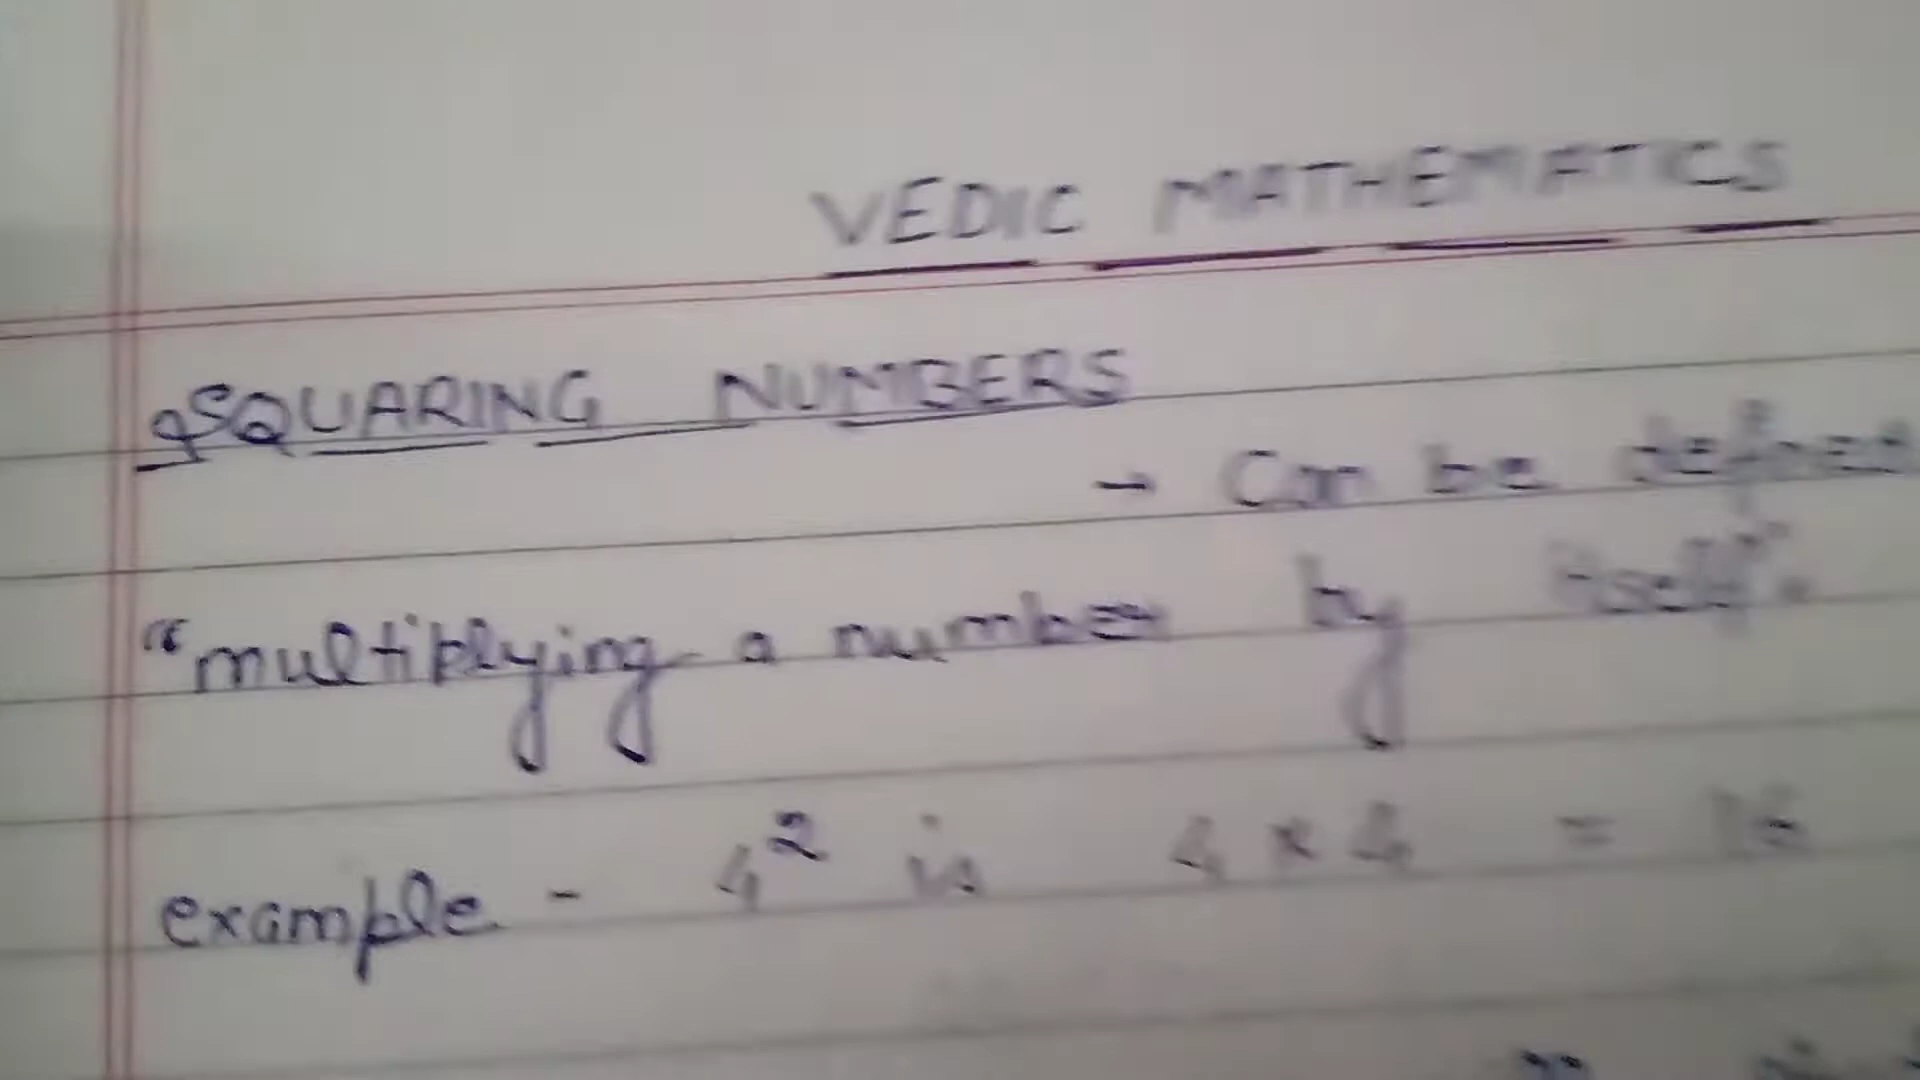 VEDIC MATHEMATICS
SQUARING NUMBERS
- Can be defined
"multiplying a number by itself".
example - 4² is 4 × 4 = 16